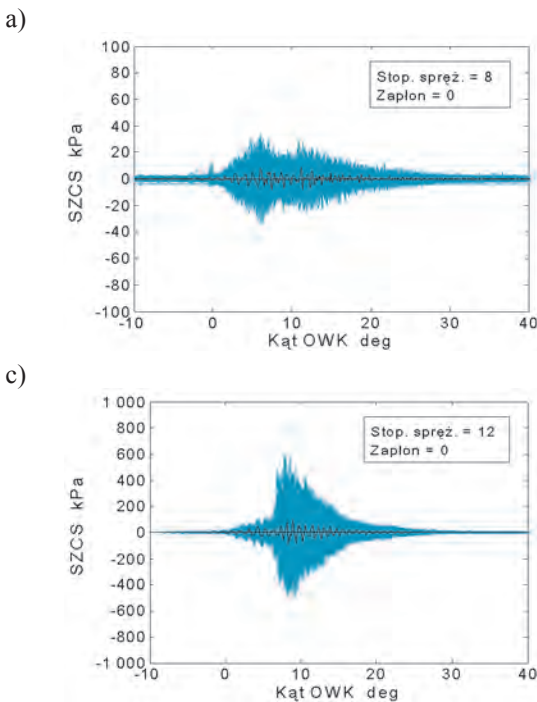 a)
100
80
60
40
20
0
-20
-40
-60
-80
-100
SZCS kPa
Stop. spręż. = 8
Zapłon = 0
-10 0 10 20 30 40
Kąt OWK deg
c)
1 000
800
600
400
200
0
-200
-400
-600
-800
-1 000
SZCS kPa
Stop. spręż. = 12
Zapłon = 0
-10 0 10 20 30 40
Kąt OWK deg